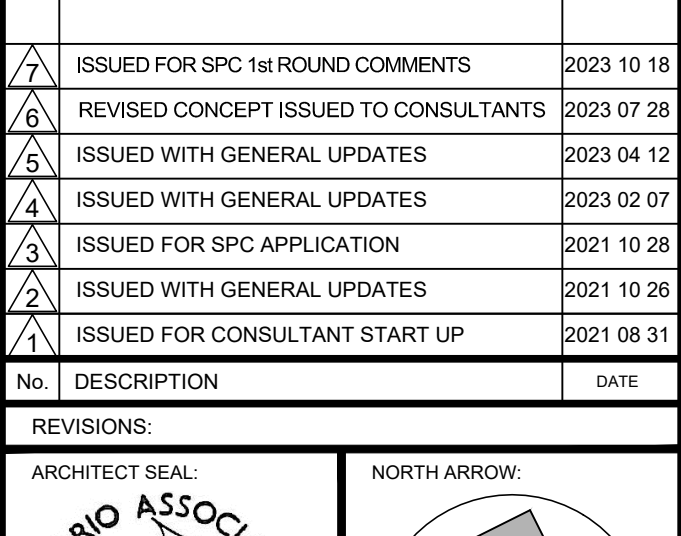 7 ISSUED FOR SPC 1st ROUND COMMENTS 2023 10 18
6 REVISED CONCEPT ISSUED TO CONSULTANTS 2023 07 28
5 ISSUED WITH GENERAL UPDATES 2023 04 12
4 ISSUED WITH GENERAL UPDATES 2023 02 07
3 ISSUED FOR SPC APPLICATION 2021 10 28
2 ISSUED WITH GENERAL UPDATES 2021 10 26
1 ISSUED FOR CONSULTANT START UP 2021 08 31
No. DESCRIPTION DATE
REVISIONS:
ARCHITECT SEAL: NORTH ARROW: